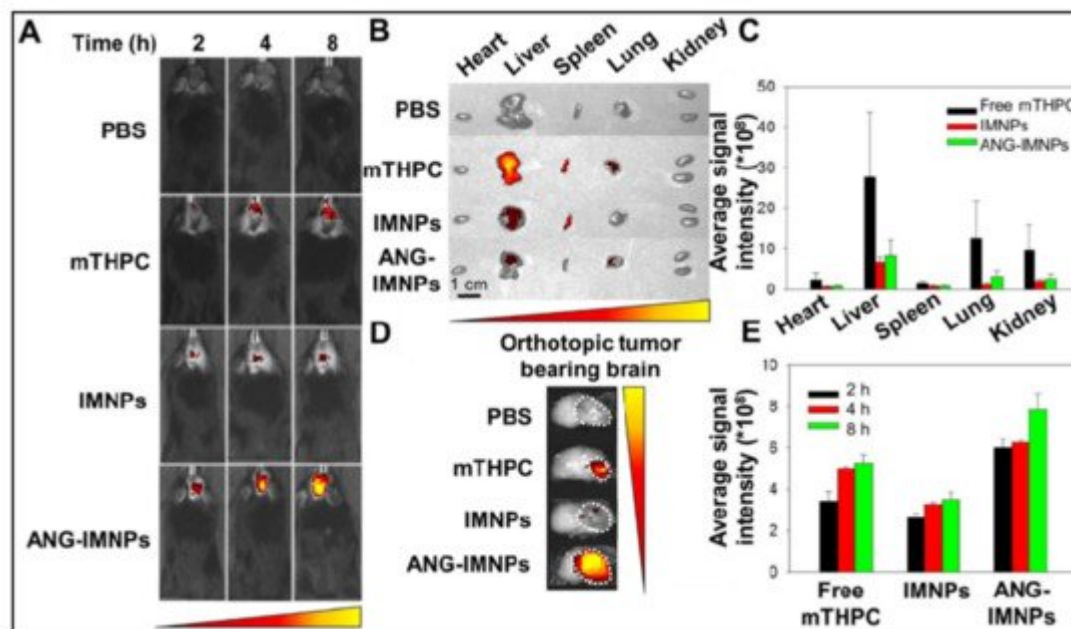 A
Time (h)
2 4 8
PBS
mTHPC
IMNPs
ANG-IMNPs
B
Heart Liver Spleen Lung Kidney
PBS
mTHPC
IMNPs
ANG-
IMNPs
1 cm
C
Average signal
intensity (*10⁸)
50
40
30
20
10
0
Free mTHPC
IMNPs
ANG-IMNPs
Heart Liver Spleen Lung Kidney
D
Orthotopic tumor
bearing brain
PBS
mTHPC
IMNPs
ANG-IMNPs
E
Average signal
intensity (*10⁸)
10
8
6
4
2
0
2 h
4 h
8 h
Free
mTHPC
IMNPs
ANG-
IMNPs